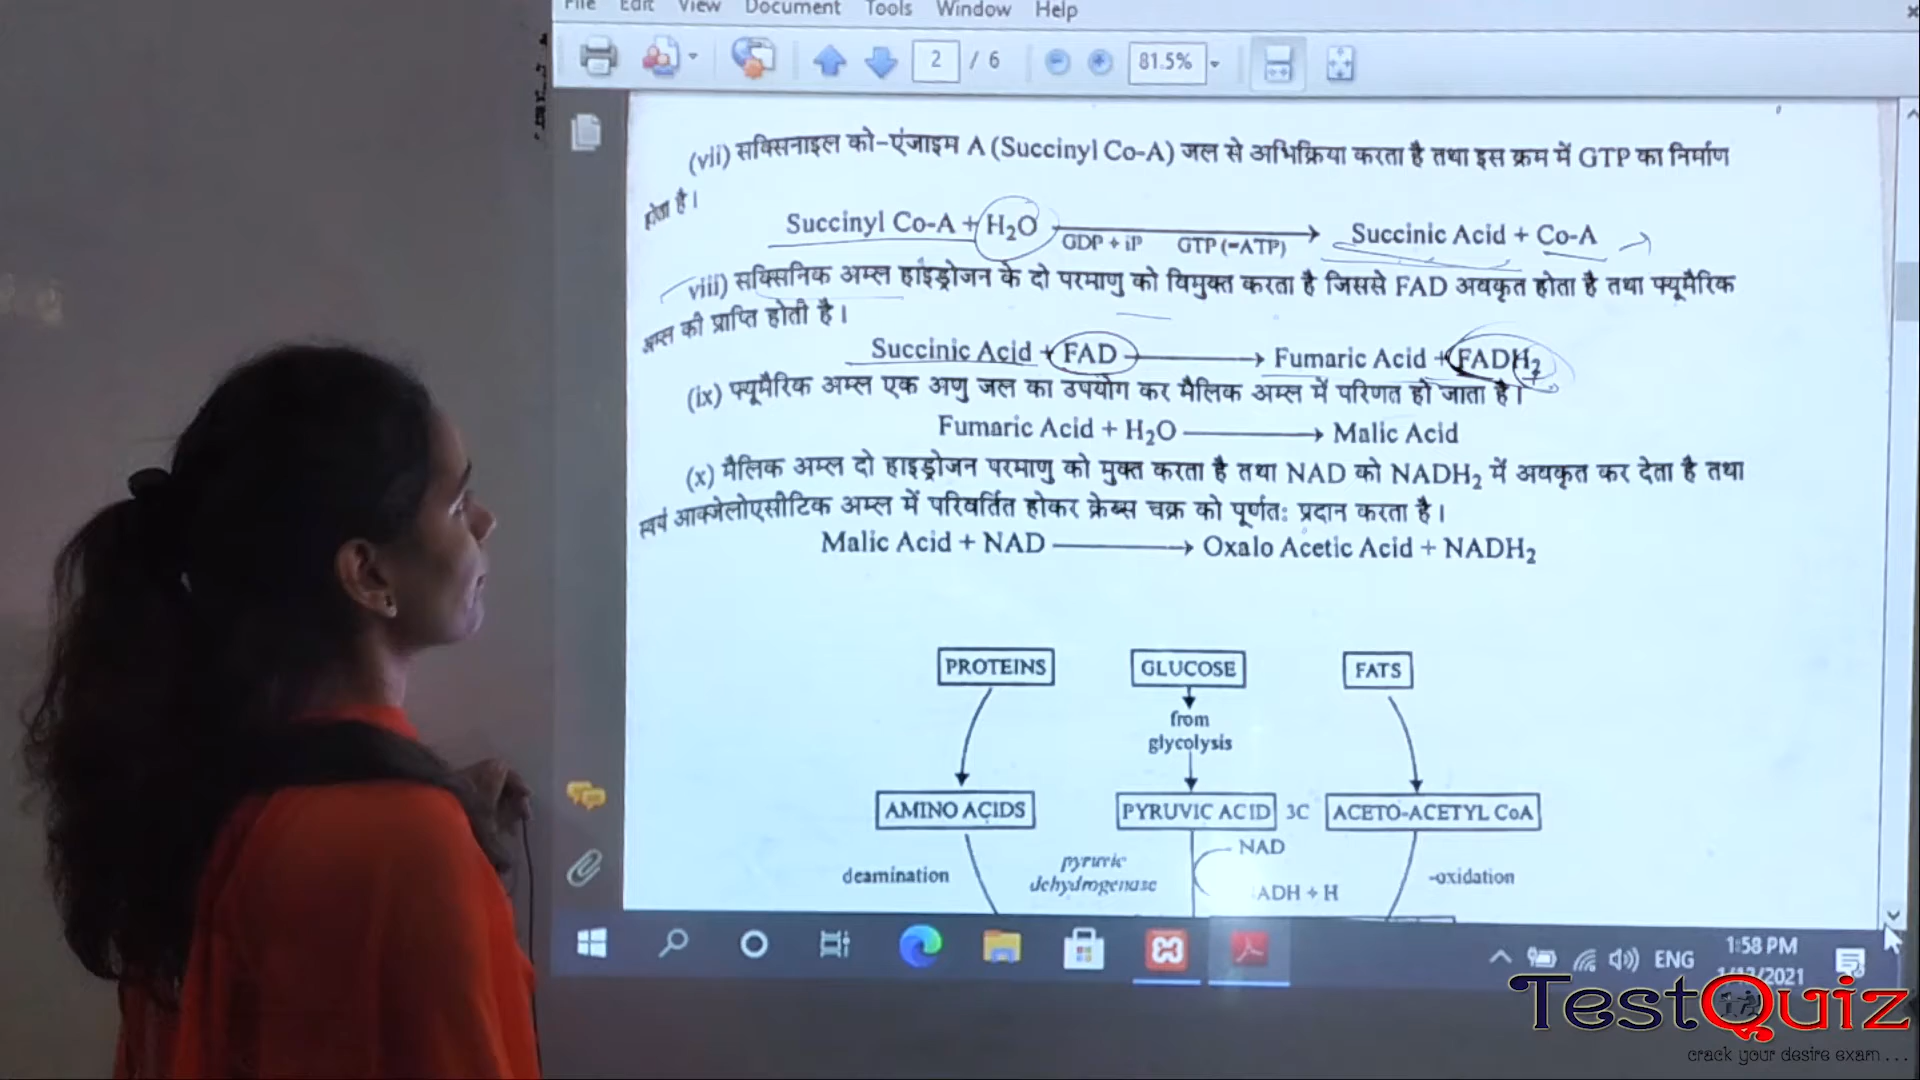 File Edit View Document Tools Window Help
2 / 6 81.5%
(vii) सक्सिनाइल को-एंजाइम A (Succinyl Co-A) जल से अभिक्रिया करता है तथा इस क्रम में GTP का निर्माण
होता है।
Succinyl Co-A + H₂O → Succinic Acid + Co-A
GDP + iP GTP (=ATP)
viii) सक्सिनिक अम्ल हाइड्रोजन के दो परमाणु को विमुक्त करता है जिससे FAD अवकृत होता है तथा फ्यूमैरिक
अम्ल की प्राप्ति होती है।
Succinic Acid + FAD → Fumaric Acid + FADH₂
(ix) फ्यूमैरिक अम्ल एक अणु जल का उपयोग कर मैलिक अम्ल में परिणत हो जाता है।
Fumaric Acid + H₂O → Malic Acid
(x) मैलिक अम्ल दो हाइड्रोजन परमाणु को मुक्त करता है तथा NAD को NADH₂ में अवकृत कर देता है तथा
स्वयं आक्जेलोएसीटिक अम्ल में परिवर्तित होकर क्रेब्स चक्र को पूर्णतः प्रदान करता है।
Malic Acid + NAD → Oxalo Acetic Acid + NADH₂
PROTEINS GLUCOSE FATS
from
glycolysis
AMINO ACIDS PYRUVIC ACID 3C ACETO-ACETYL CoA
NAD
deamination pyruvic dehydrogenase -oxidation
ADH + H
ENG 1:58 PM
TestQuiz
crack your desire exam...